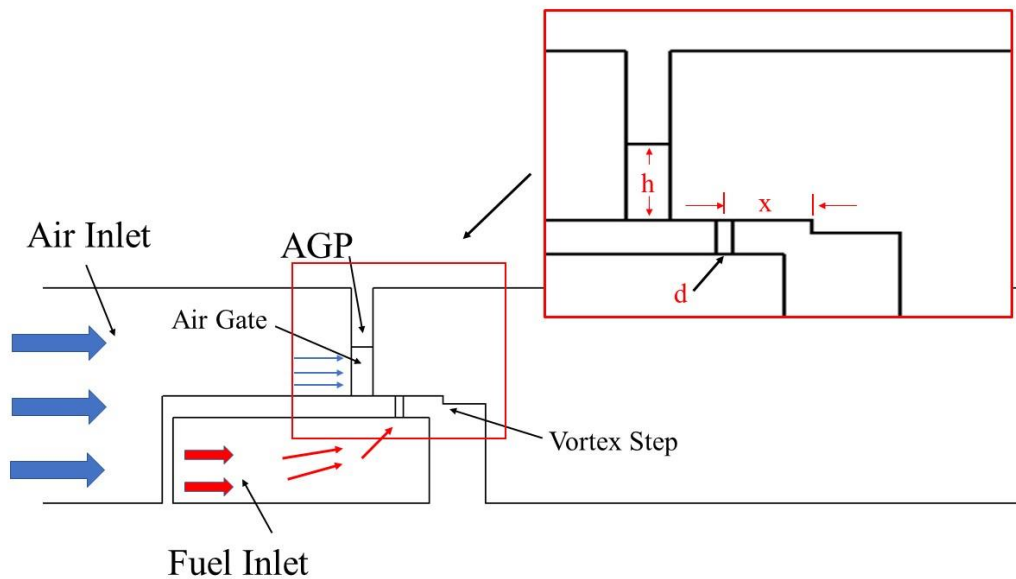 Air Inlet
AGP
Air Gate
Vortex Step
Fuel Inlet
h
x
d